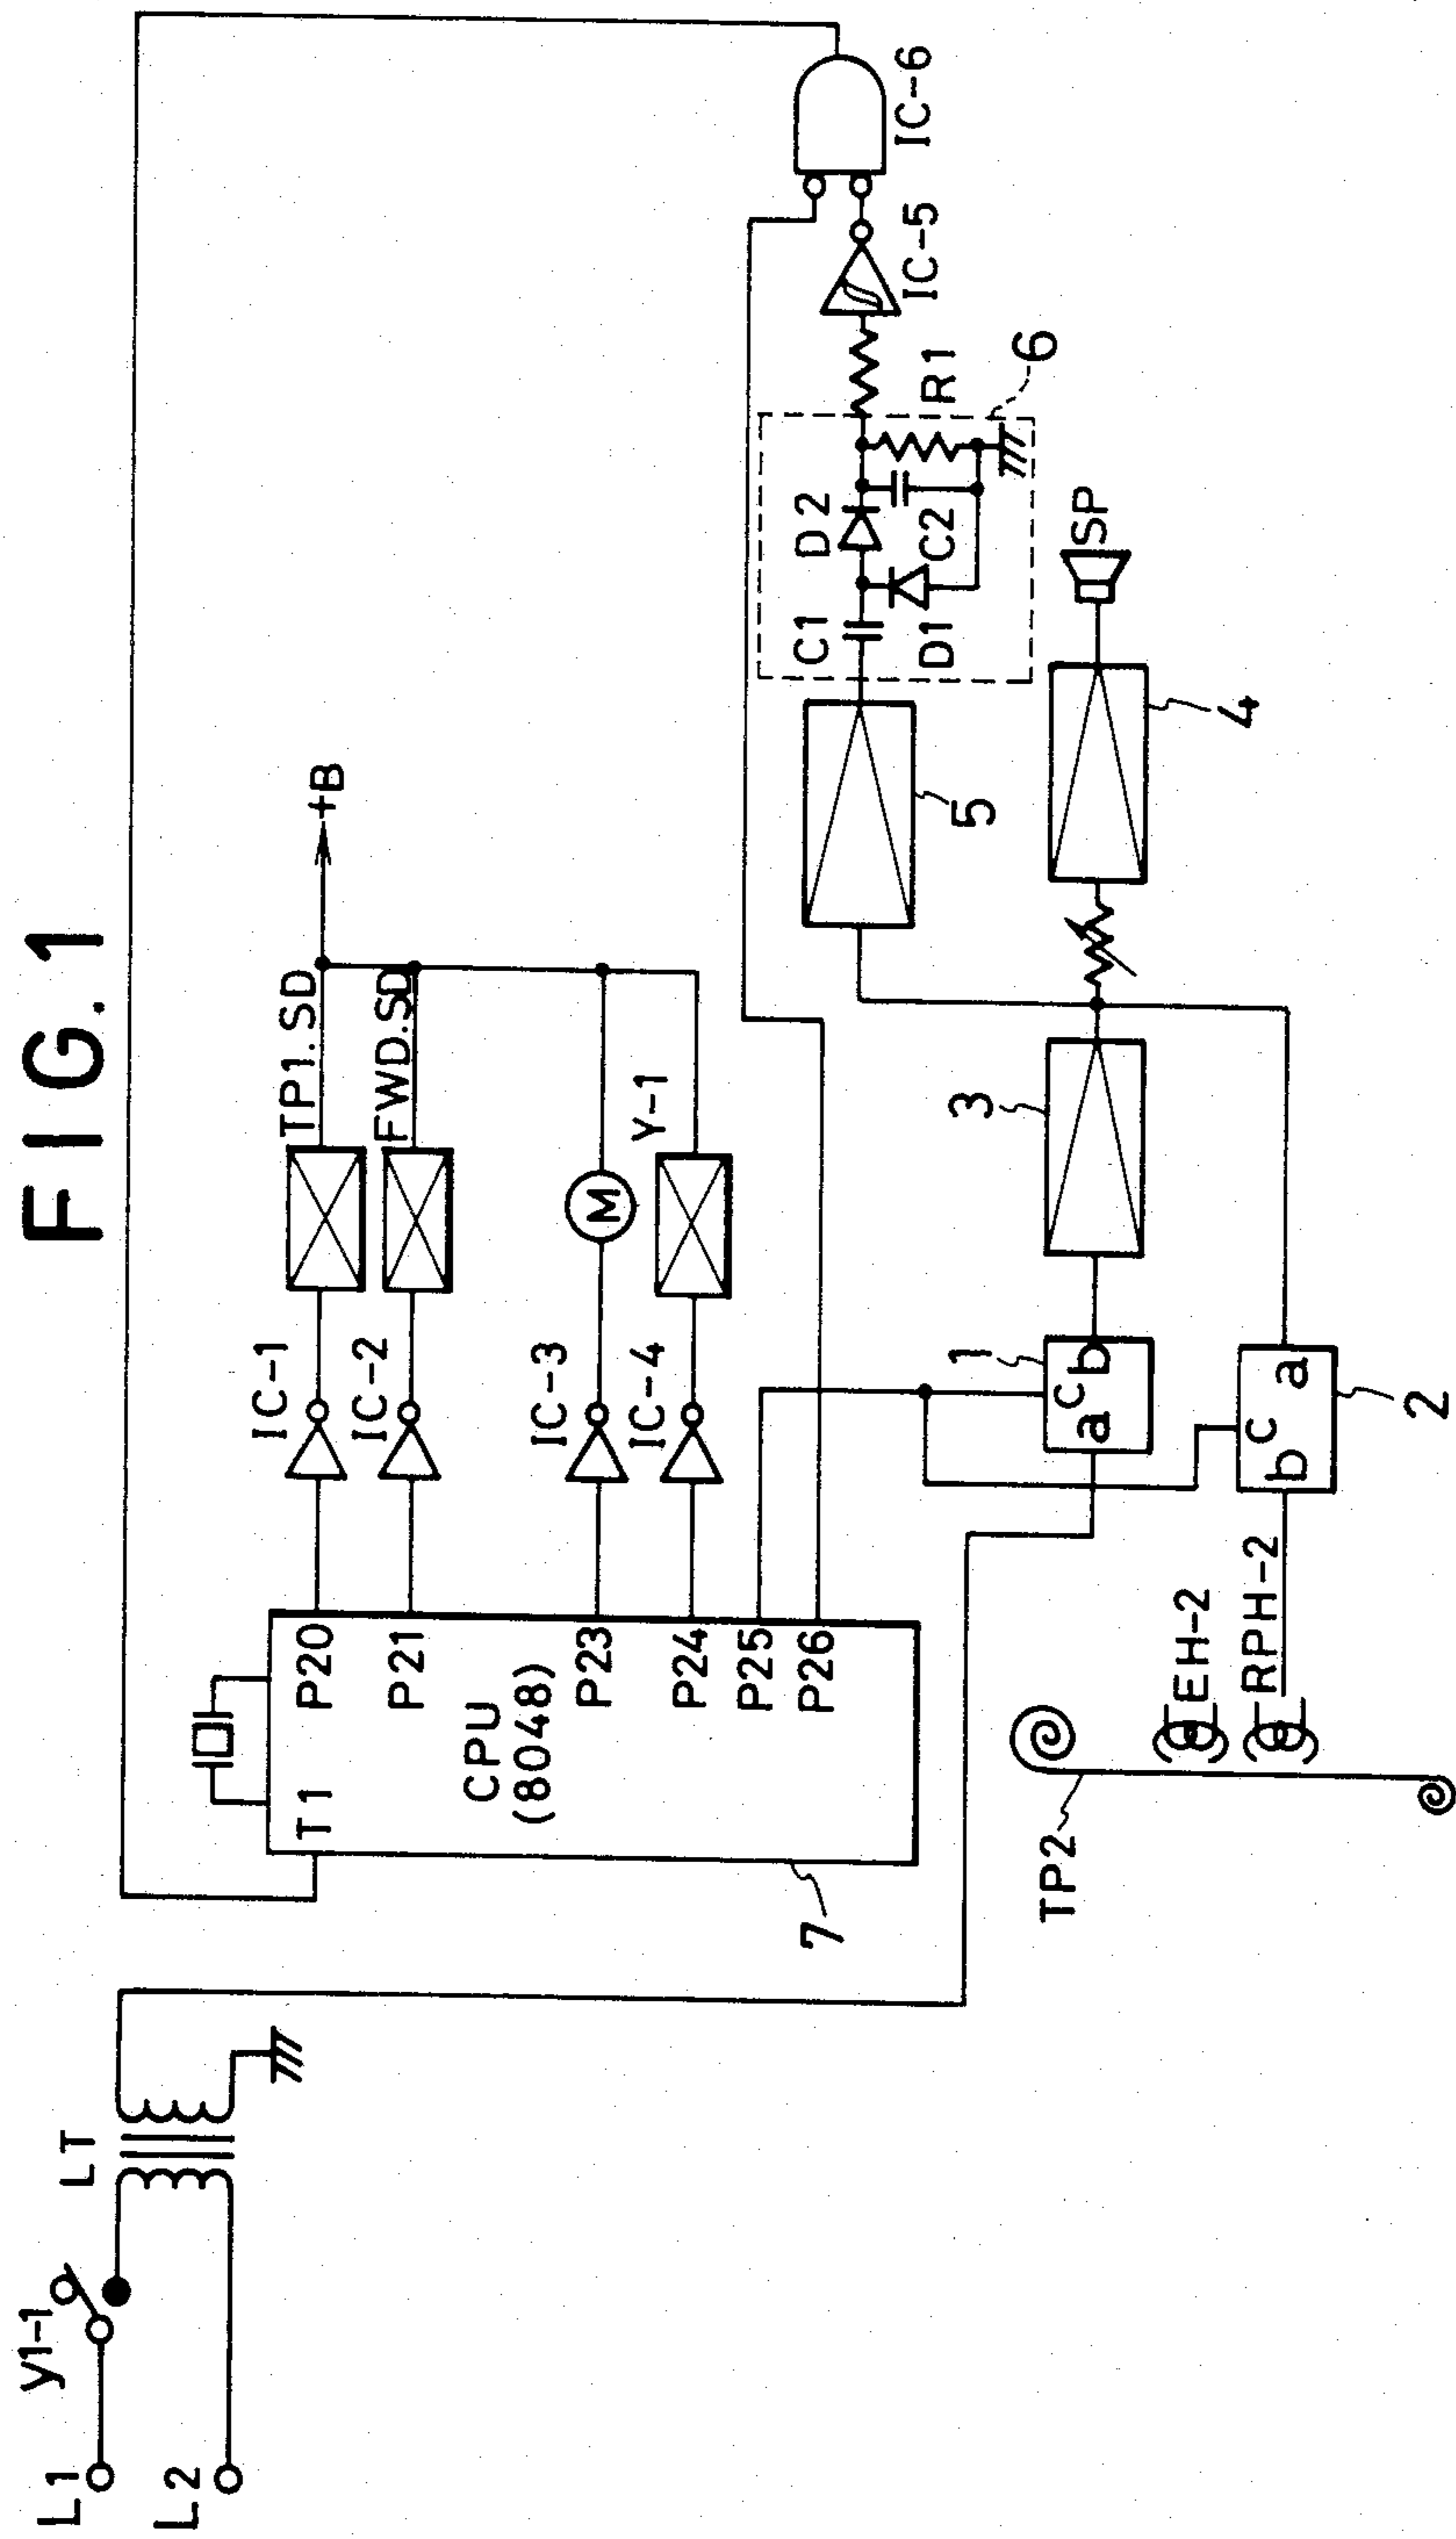 FIG. 1
L1
L2
y1-1
LT
T1
P20
P21
P23
P24
P25
P26
CPU
(8048)
7
IC-1
IC-2
IC-3
IC-4
TP1.SD
FWD.SD
M
Y-1
+B
TP2
EH-2
RPH-2
a
b
c
1
b
c
a
2
3
4
5
SP
C1
D1
D2
C2
R1
6
IC-5
IC-6